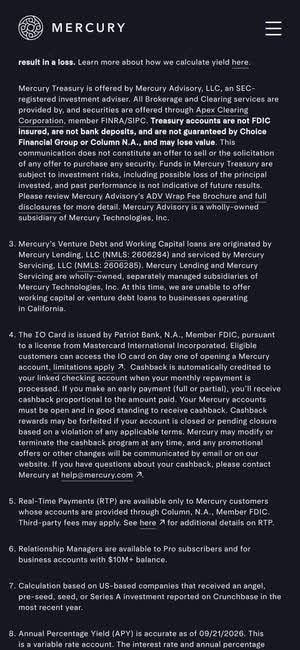 MERCURY
result in a loss. Learn more about how we calculate yield here.
Mercury Treasury is offered by Mercury Advisory, LLC, an SEC-
registered investment adviser. All Brokerage and Clearing services are
provided by, and securities are offered through Apex Clearing
Corporation, member FINRA/SIPC. Treasury accounts are not FDIC
insured, are not bank deposits, and are not guaranteed by Choice
Financial Group or Column N.A., and may lose value. This
communication does not constitute an offer to sell or the solicitation
of any offer to purchase any security. Funds in Mercury Treasury are
subject to investment risks, including possible loss of the principal
invested, and past performance is not indicative of future results.
Please review Mercury Advisory's ADV Wrap Fee Brochure and full
disclosures for more detail. Mercury Advisory is a wholly-owned
subsidiary of Mercury Technologies, Inc.
3. Mercury's Venture Debt and Working Capital loans are originated by
Mercury Lending, LLC (NMLS: 2606284) and serviced by Mercury
Servicing, LLC (NMLS: 2606285). Mercury Lending and Mercury
Servicing are wholly-owned, separately managed subsidiaries of
Mercury Technologies, Inc. At this time, we are unable to offer
working capital or venture debt loans to businesses operating
in California.
4. The IO Card is issued by Patriot Bank, N.A., Member FDIC, pursuant
to a license from Mastercard International Incorporated. Eligible
customers can access the IO card on day one of opening a Mercury
account, limitations apply ↗. Cashback is automatically credited to
your linked checking account when your monthly repayment is
processed. If you make an early payment (full or partial), you'll receive
cashback proportional to the amount paid. Your Mercury accounts
must be open and in good standing to receive cashback. Cashback
rewards may be forfeited if your account is closed or pending closure
based on a violation of any applicable terms. Mercury may modify or
terminate the cashback program at any time, and any promotional
offers or other changes will be communicated by email or on our
website. If you have questions about your cashback, please contact
Mercury at help@mercury.com ↗.
5. Real-Time Payments (RTP) are available only to Mercury customers
whose accounts are provided through Column, N.A., Member FDIC.
Third-party fees may apply. See here ↗ for additional details on RTP.
6. Relationship Managers are available to Pro subscribers and for
business accounts with $10M+ balance.
7. Calculation based on US-based companies that received an angel,
pre-seed, seed, or Series A investment reported on Crunchbase in the
most recent year.
8. Annual Percentage Yield (APY) is accurate as of 09/21/2026. This
is a variable rate account. The interest rate and annual percentage